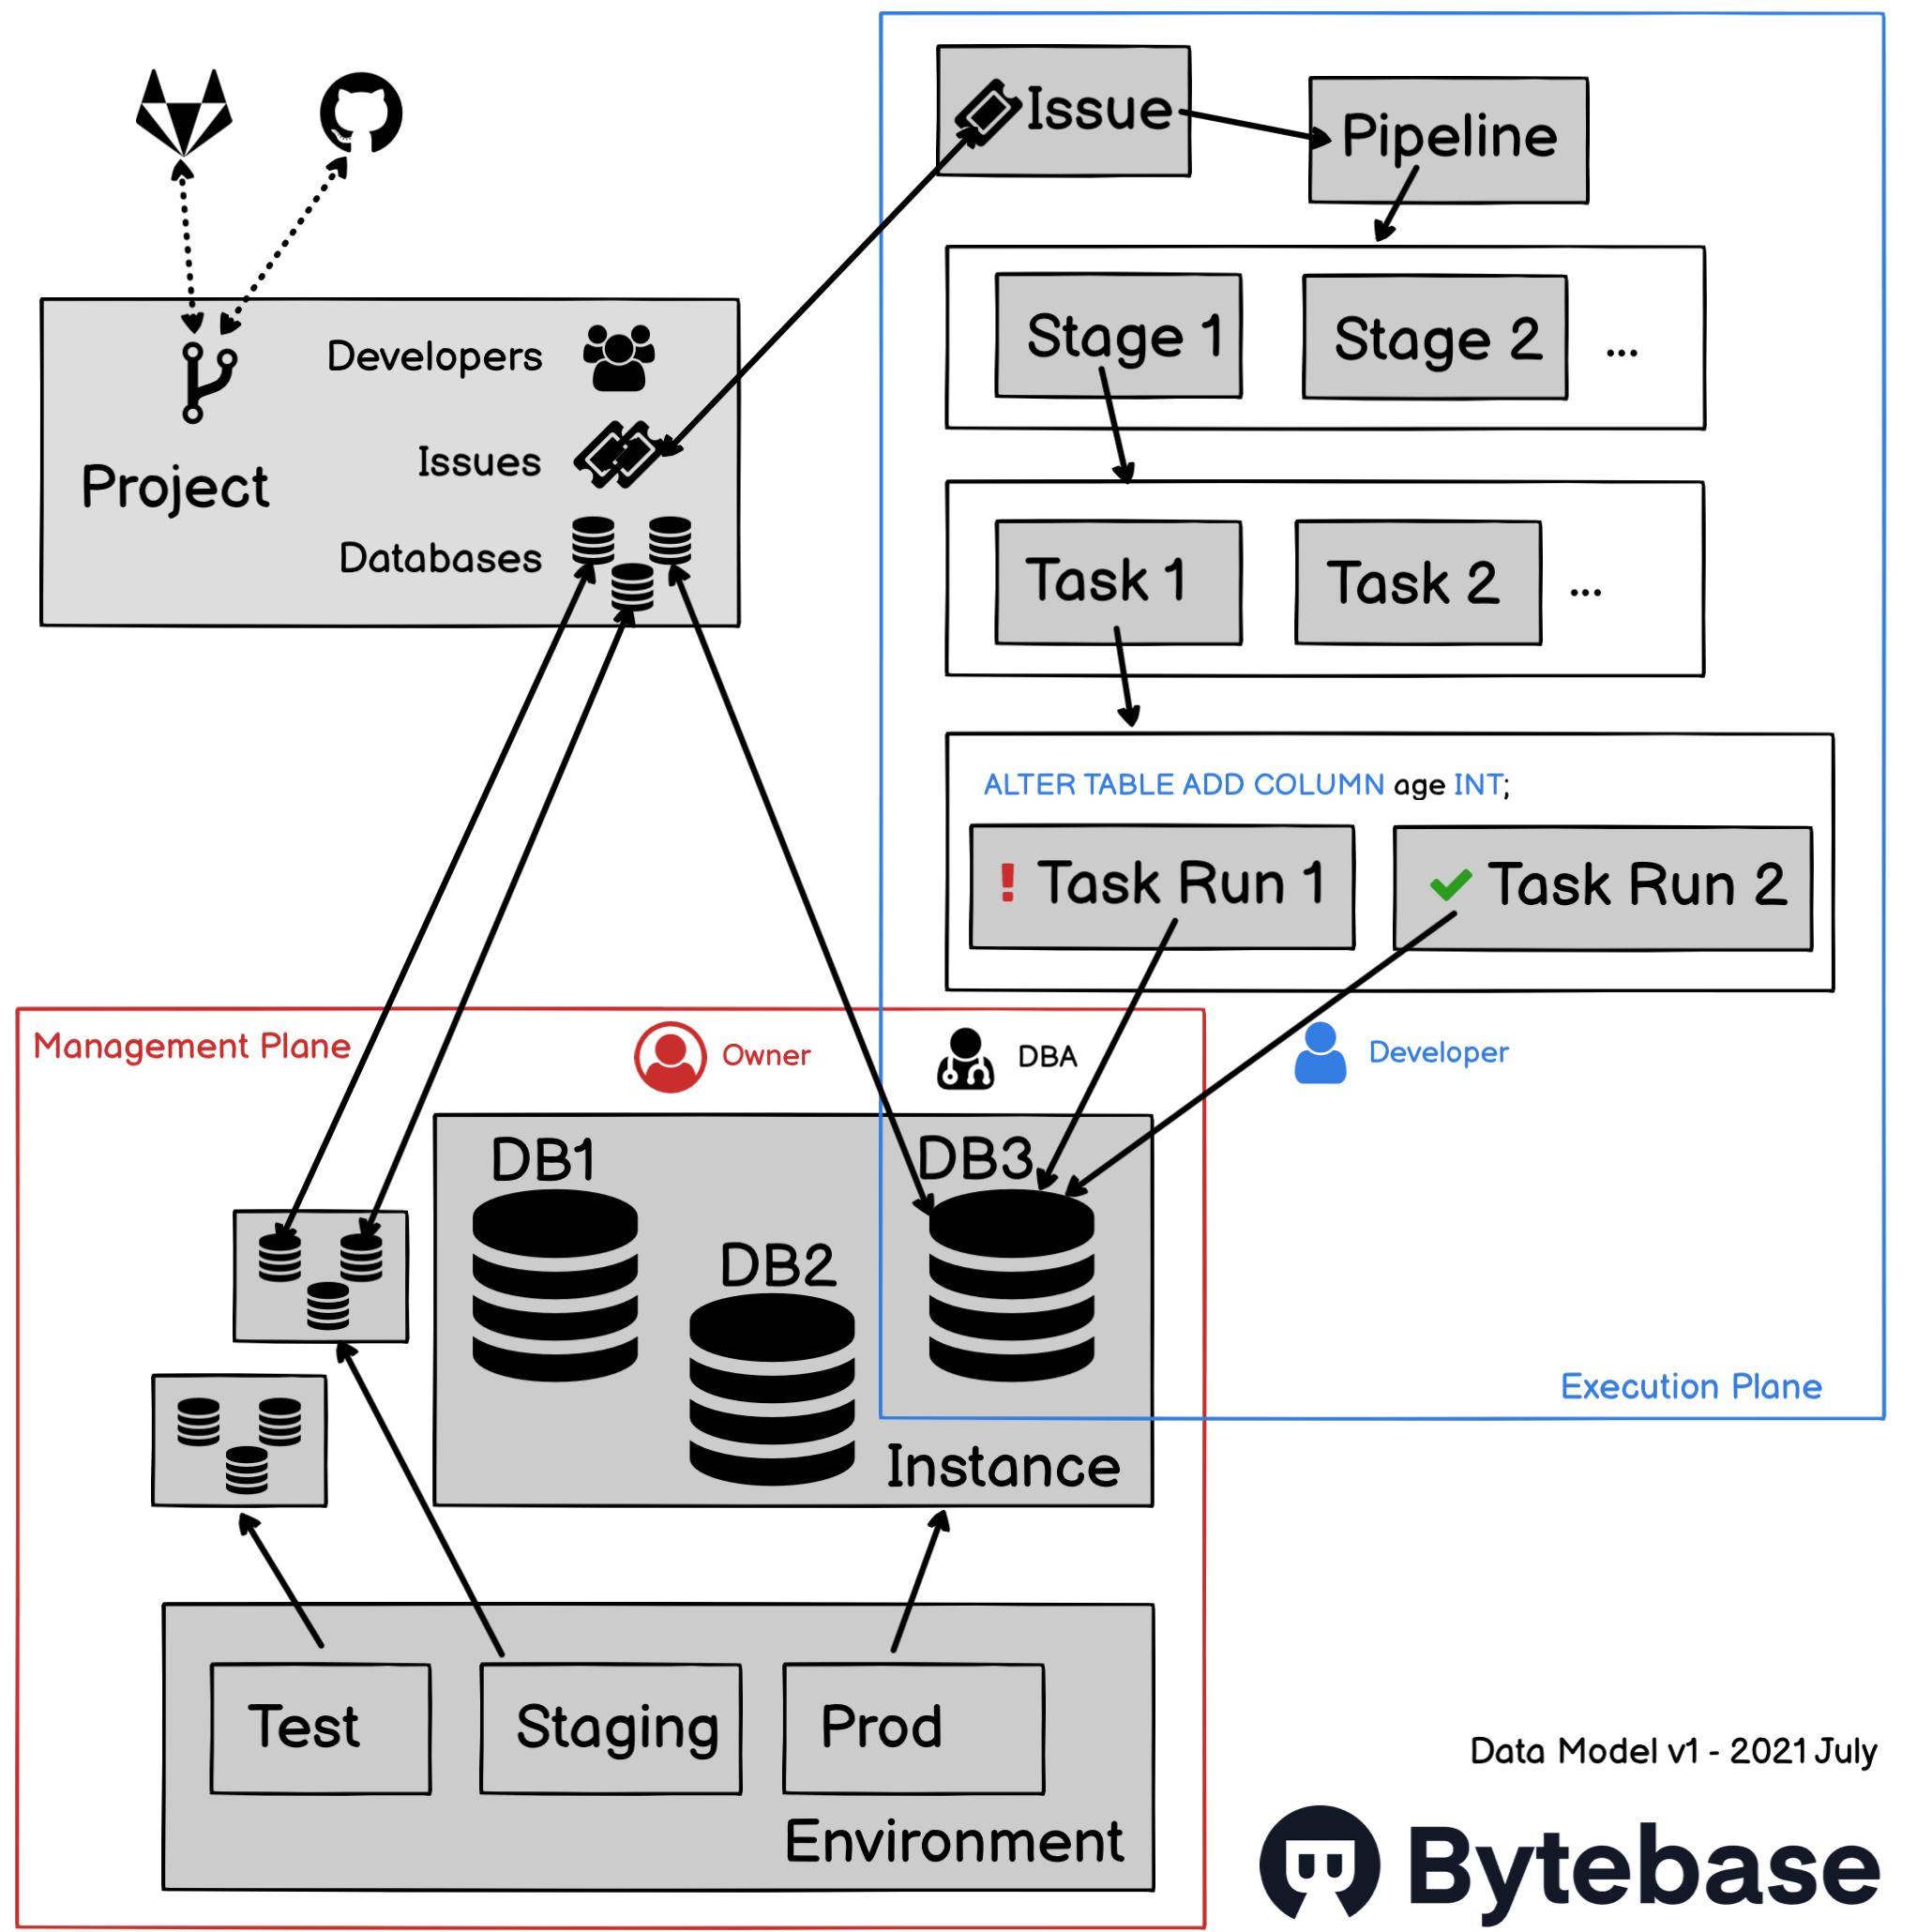 Issue
Pipeline
Stage 1
Stage 2
...
Developers
Issues
Project
Databases
Task 1
Task 2
...
ALTER TABLE ADD COLUMN age INT;
! Task Run 1
Task Run 2
Management Plane
Owner
DBA
Developer
DB1
DB3
DB2
Execution Plane
Instance
Test
Staging
Prod
Environment
Data Model v1 - 2021 July
Bytebase